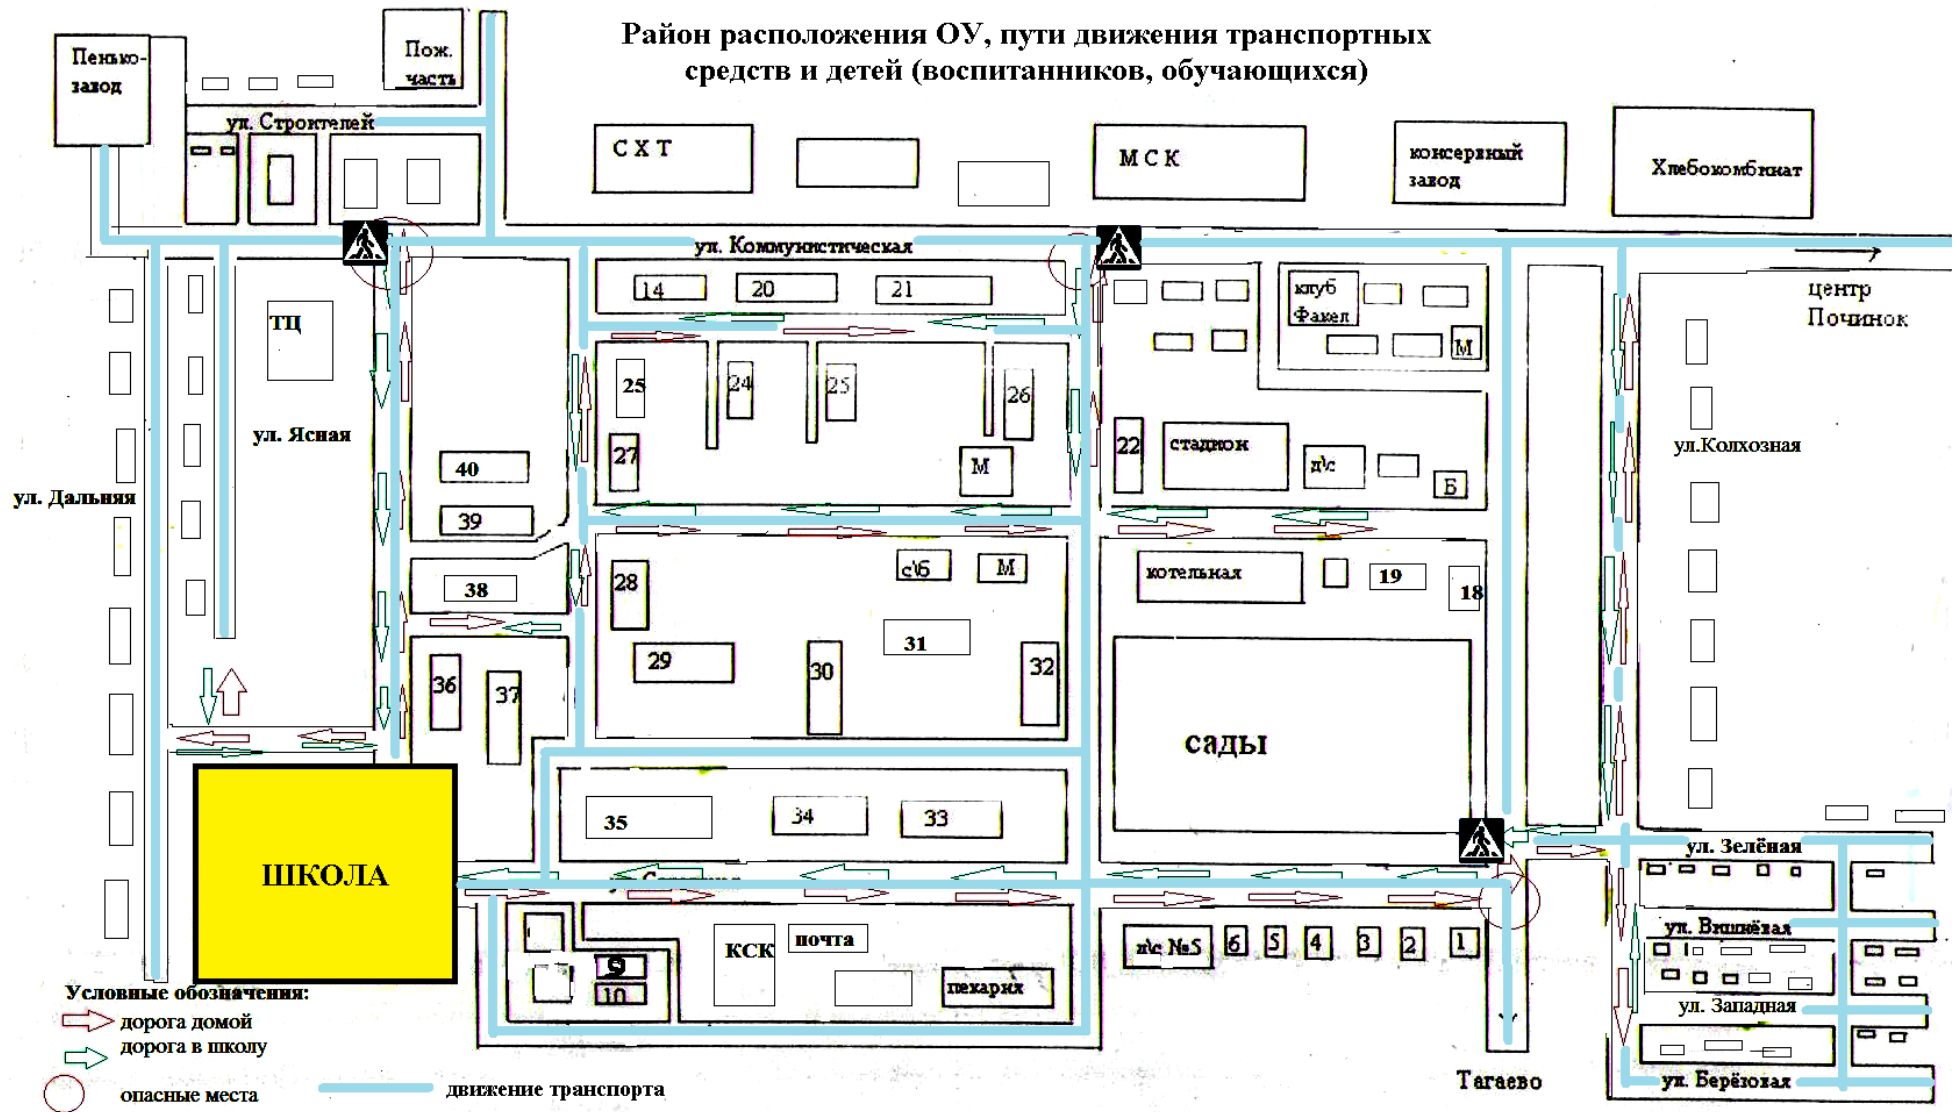 Район расположения ОУ, пути движения транспортных
средств и детей (воспитанников, обучающихся)
Пенько-
завод
Пож.
часть
ул. Строителей
С Х Т
М С К
консервный
завод
Хлебокомбинат
ул. Коммунистическая
центр
Починок
14
20
21
клуб
Факел
М
ТЦ
ул. Ясная
ул. Дальняя
25
24
25
26
27
М
22
стадион
д\с
Б
ул.Колхозная
40
39
38
28
с\б
М
котельная
19
18
29
30
31
32
36
37
сады
35
34
33
ШКОЛА
ул. Зелёная
ул. Вишнёвая
ул. Западная
ул. Берёзовая
9
10
КСК
почта
пекария
д\с №5
6
5
4
3
2
1
Тагаево
Условные обозначения:
дорога домой
дорога в школу
опасные места
движение транспорта